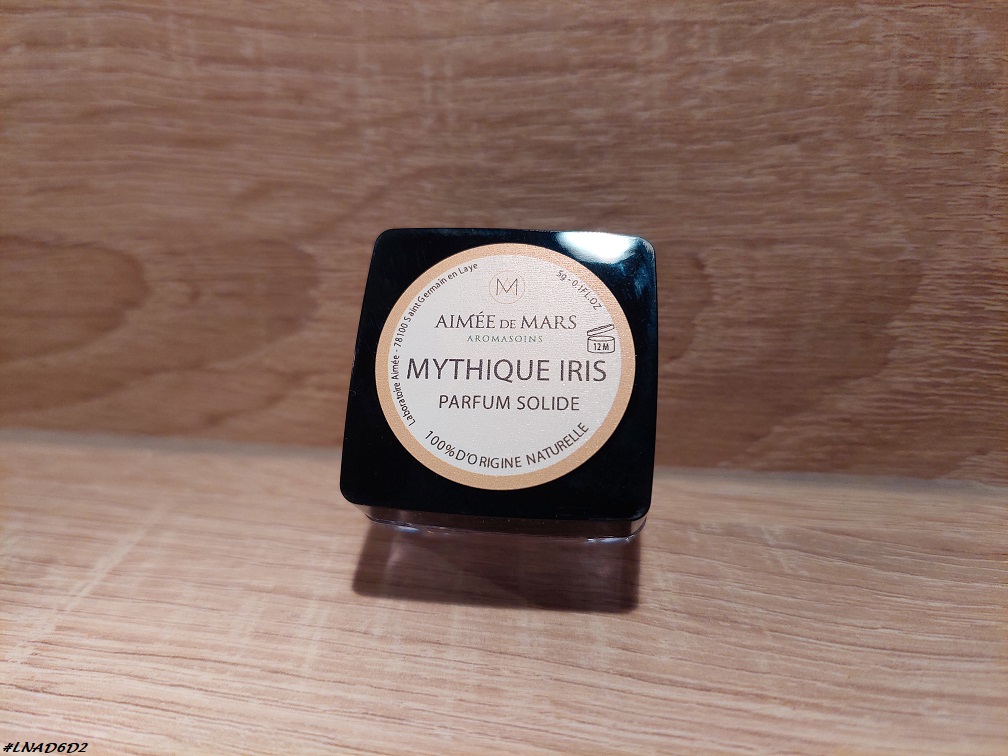 Laboratoire Aimée - 78100 Saint Germain en Laye
5g - 0.1FL.OZ
M
AIMÉE DE MARS
AROMASOINS
12 M
MYTHIQUE IRIS
PARFUM SOLIDE
100% D'ORIGINE NATURELLE
#LNAD6D2